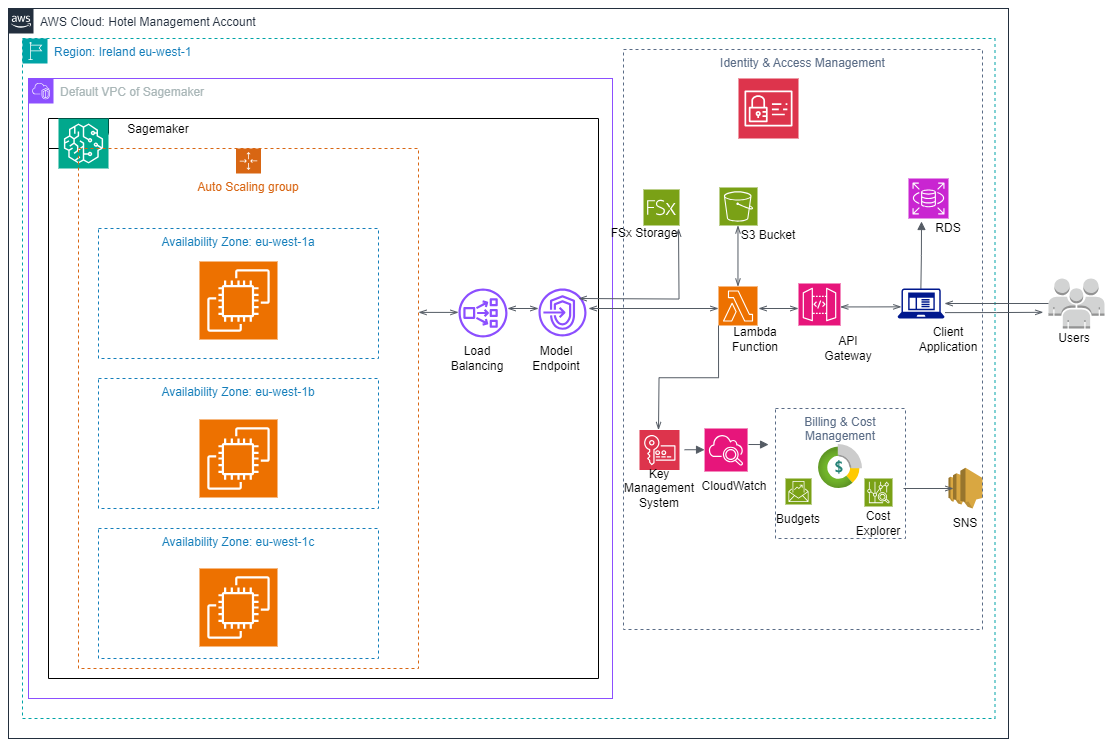 aws
AWS Cloud: Hotel Management Account
Region: Ireland eu-west-1
Default VPC of Sagemaker
Sagemaker
Auto Scaling group
Availability Zone: eu-west-1a
Availability Zone: eu-west-1b
Availability Zone: eu-west-1c
Load
Balancing
Model
Endpoint
Identity & Access Management
FSx
FSx Storage
S3 Bucket
RDS
Lambda
Function
API
Gateway
Client
Application
Users
Key
Management
System
CloudWatch
Billing & Cost
Management
$
Budgets
Cost
Explorer
SNS